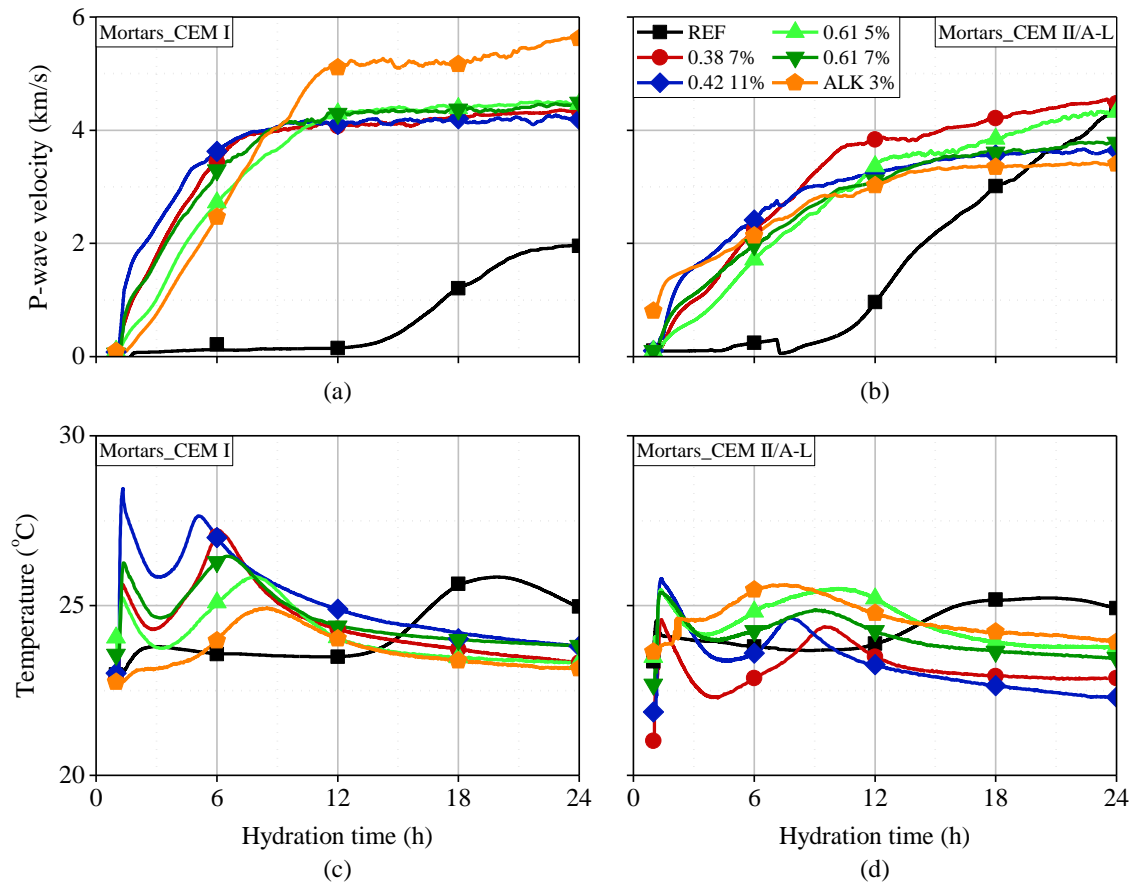 6
4
2
0
P-wave velocity (km/s)
Mortars_CEM I
(a)
REF
0.38 7%
0.42 11%
0.61 5%
0.61 7%
ALK 3%
Mortars_CEM II/A-L
(b)
30
25
20
Temperature (°C)
Mortars_CEM I
0
6
12
18
24
Hydration time (h)
(c)
Mortars_CEM II/A-L
6
12
18
24
Hydration time (h)
(d)